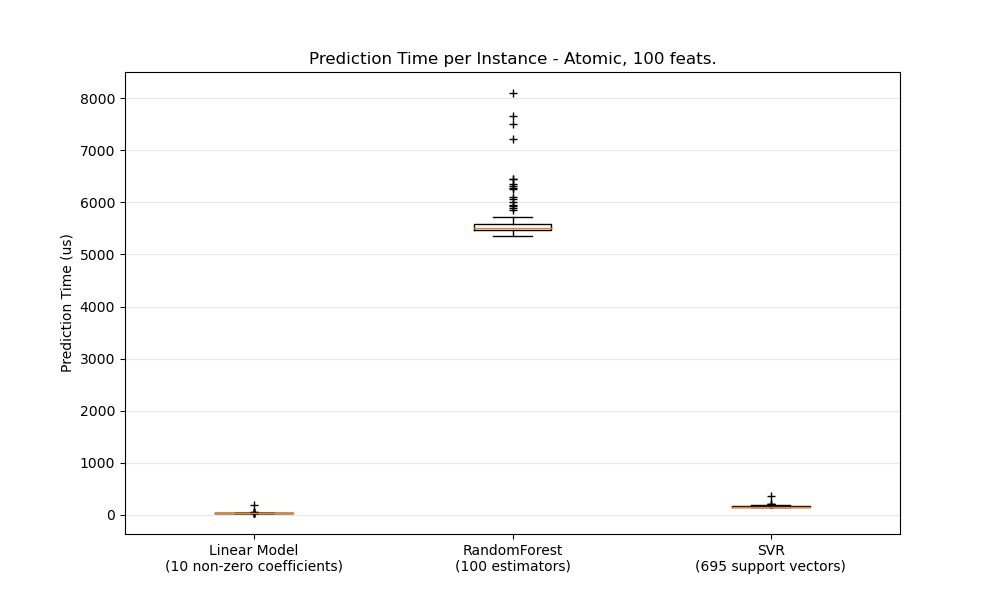 Prediction Time per Instance - Atomic, 100 feats.
Prediction Time (us)
8000
7000
6000
5000
4000
3000
2000
1000
0
Linear Model
(10 non-zero coefficients)
RandomForest
(100 estimators)
SVR
(695 support vectors)